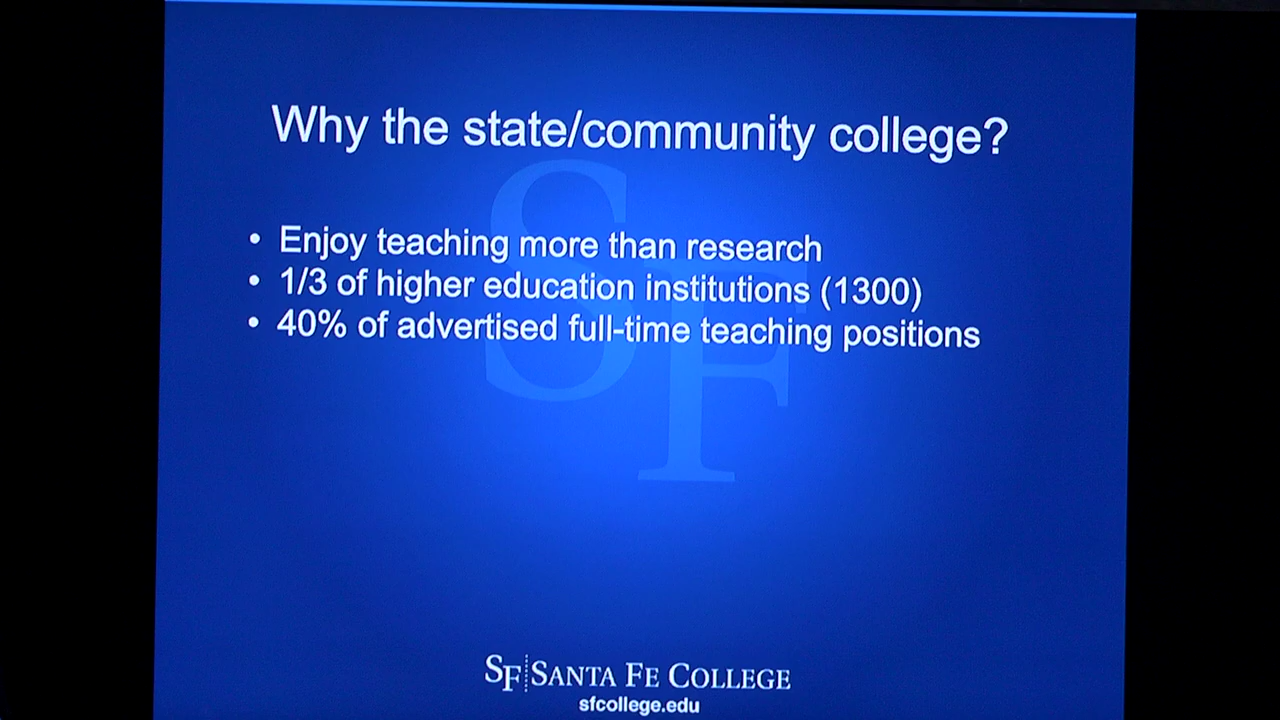 Why the state/community college?
• Enjoy teaching more than research
• 1/3 of higher education institutions (1300)
• 40% of advertised full-time teaching positions
SF
SF SANTA FE COLLEGE
sfcollege.edu